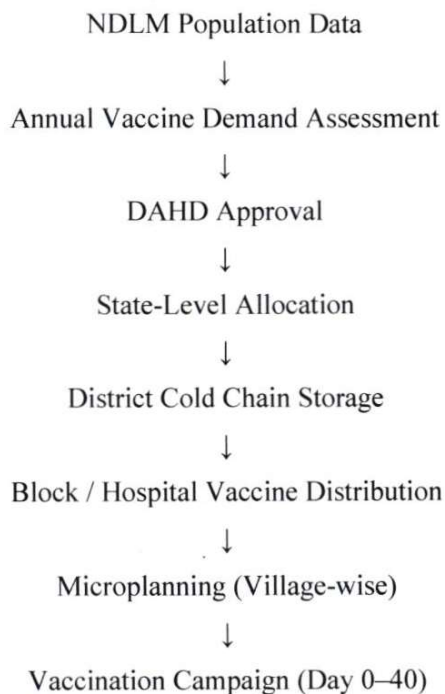 NDLM Population Data
↓
Annual Vaccine Demand Assessment
↓
DAHD Approval
↓
State-Level Allocation
↓
District Cold Chain Storage
↓
Block / Hospital Vaccine Distribution
↓
Microplanning (Village-wise)
↓
Vaccination Campaign (Day 0–40)